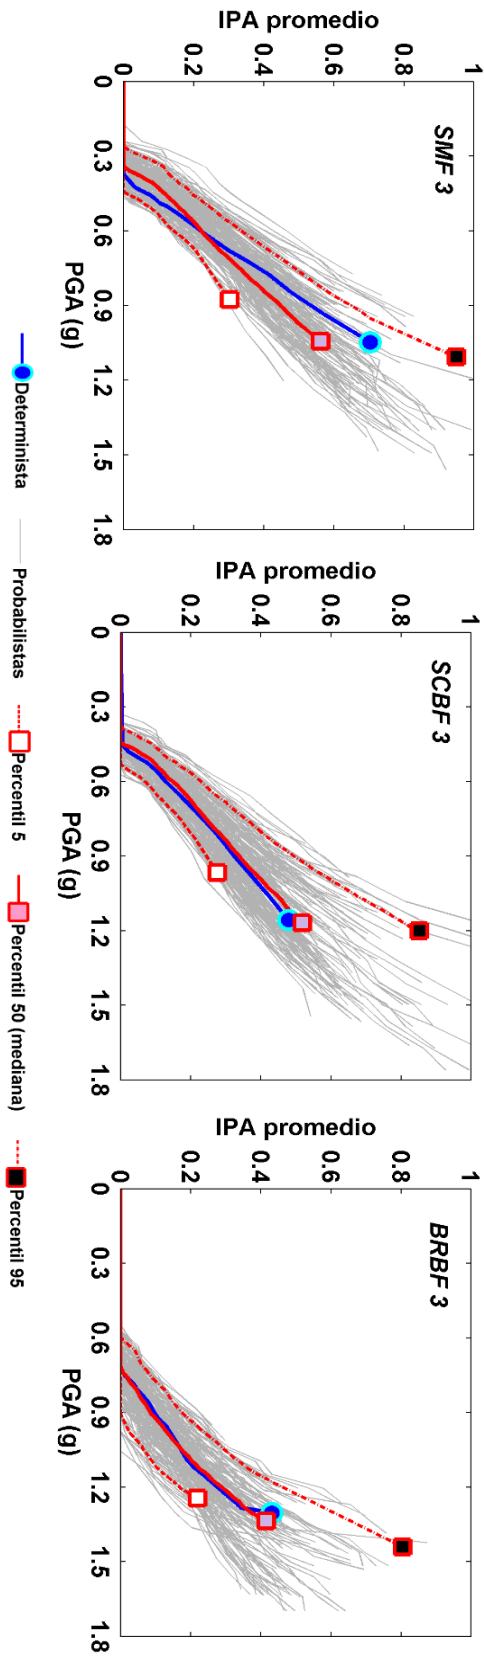 SMF 3
IPA promedio
1
0.8
0.6
0.4
0.2
0
0 0.3 0.6 0.9 1.2 1.5 1.8
PGA (g)
SCBF 3
IPA promedio
1
0.8
0.6
0.4
0.2
0
0 0.3 0.6 0.9 1.2 1.5 1.8
PGA (g)
BRBF 3
IPA promedio
1
0.8
0.6
0.4
0.2
0
0 0.3 0.6 0.9 1.2 1.5 1.8
PGA (g)
Determinista Probabilistas Percentil 5 Percentil 50 (mediana) Percentil 95